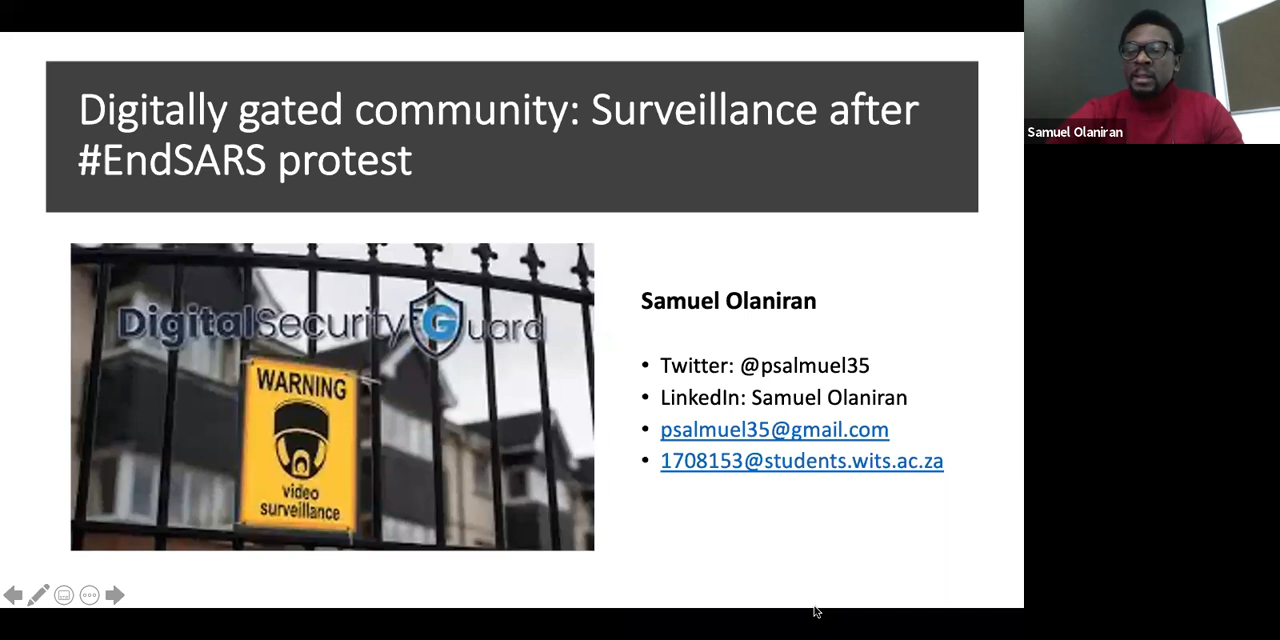 Digitally gated community: Surveillance after
#EndSARS protest
DigitalSecurityGuard
WARNING
video
surveillance
Samuel Olaniran
• Twitter: @psalmuel35
• LinkedIn: Samuel Olaniran
• psalmuel35@gmail.com
• 1708153@students.wits.ac.za
Samuel Olaniran